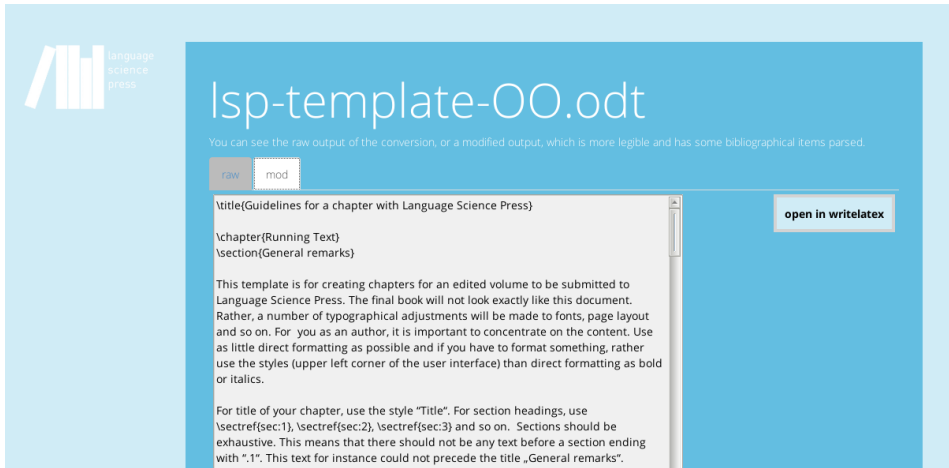 language
science
press
lsp-template-OO.odt
You can see the raw output of the conversion, or a modified output, which is more legible and has some bibliographical items parsed.
raw
mod
\title{Guidelines for a chapter with Language Science Press}
open in writelatex
\chapter{Running Text}
\section{General remarks}
This template is for creating chapters for an edited volume to be submitted to
Language Science Press. The final book will not look exactly like this document.
Rather, a number of typographical adjustments will be made to fonts, page layout
and so on. For  you as an author, it is important to concentrate on the content. Use
as little direct formatting as possible and if you have to format something, rather
use the styles (upper left corner of the user interface) than direct formatting as bold
or italics.
For title of your chapter, use the style “Title“. For section headings, use
\sectref{sec:1}, \sectref{sec:2}, \sectref{sec:3} and so on.  Sections should be
exhaustive. This means that there should not be any text before a section ending
with “.1“. This text for instance could not precede the title „General remarks“.